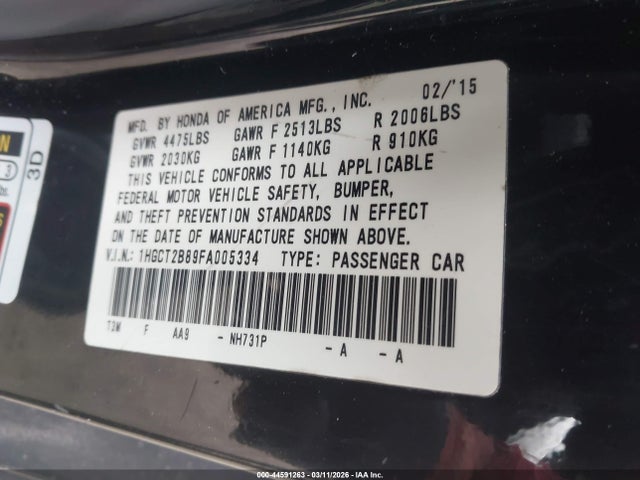 MFD. BY HONDA OF AMERICA MFG., INC. 02/'15
GVWR 4475LBS GAWR F 2513LBS R 2006LBS
GVWR 2030KG GAWR F 1140KG R 910KG
THIS VEHICLE CONFORMS TO ALL APPLICABLE
FEDERAL MOTOR VEHICLE SAFETY, BUMPER,
AND THEFT PREVENTION STANDARDS IN EFFECT
ON THE DATE OF MANUFACTURE SHOWN ABOVE.
V.I.N.: 1HGCT2B89FA005334 TYPE: PASSENGER CAR
T3M F AA9 - NH731P - A - A
3D
3
000-44591263 | 03/11/2026 | IAA Inc.